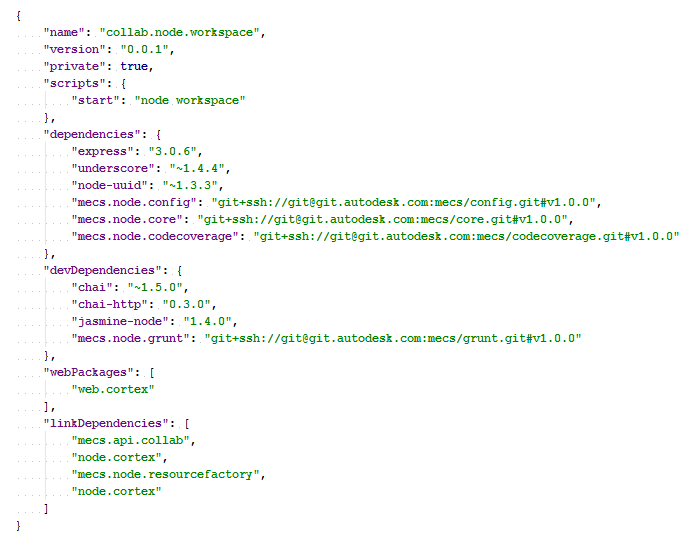 {
"name": "collab.node.workspace",
"version": "0.0.1",
"private": true,
"scripts": {
"start": "node workspace"
},
"dependencies": {
"express": "3.0.6",
"underscore": "~1.4.4",
"node-uuid": "~1.3.3",
"mecs.node.config": "git+ssh://git@git.autodesk.com:mecs/config.git#v1.0.0",
"mecs.node.core": "git+ssh://git@git.autodesk.com:mecs/core.git#v1.0.0",
"mecs.node.codecoverage": "git+ssh://git@git.autodesk.com:mecs/codecoverage.git#v1.0.0"
},
"devDependencies": {
"chai": "~1.5.0",
"chai-http": "0.3.0",
"jasmine-node": "1.4.0",
"mecs.node.grunt": "git+ssh://git@git.autodesk.com:mecs/grunt.git#v1.0.0"
},
"webPackages": [
"web.cortex"
],
"linkDependencies": [
"mecs.api.collab",
"node.cortex",
"mecs.node.resourcefactory",
"node.cortex"
]
}